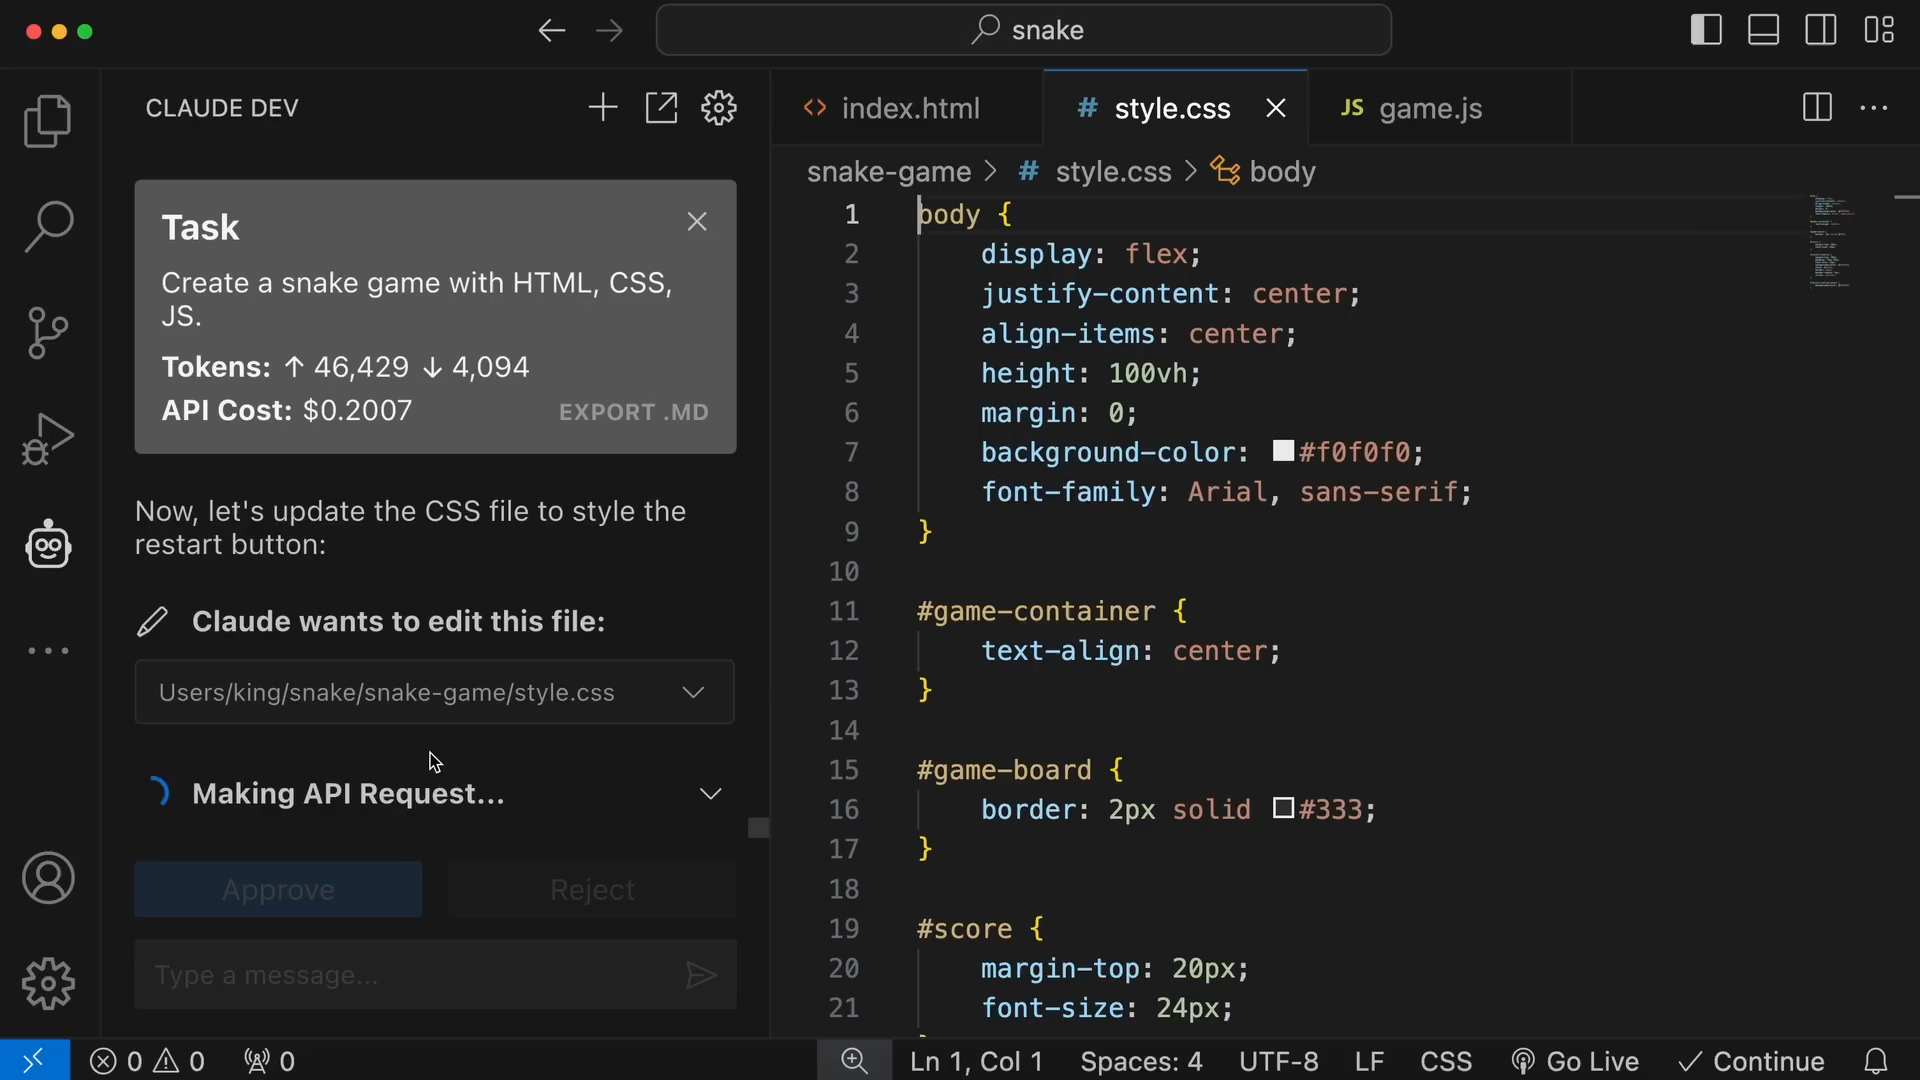 snake
CLAUDE DEV
Task
Create a snake game with HTML, CSS,
JS.
Tokens: ↑ 46,429 ↓ 4,094
API Cost: $0.2007
EXPORT .MD
Now, let's update the CSS file to style the
restart button:
Claude wants to edit this file:
Users/king/snake/snake-game/style.css
Making API Request...
Approve
Reject
Type a message...
<> index.html
# style.css
JS game.js
snake-game > # style.css > body
1 body {
2     display: flex;
3     justify-content: center;
4     align-items: center;
5     height: 100vh;
6     margin: 0;
7     background-color: #f0f0f0;
8     font-family: Arial, sans-serif;
9 }
10
11 #game-container {
12     text-align: center;
13 }
14
15 #game-board {
16     border: 2px solid #333;
17 }
18
19 #score {
20     margin-top: 20px;
21     font-size: 24px;
0 0 0
Ln 1, Col 1
Spaces: 4
UTF-8
LF
CSS
Go Live
Continue